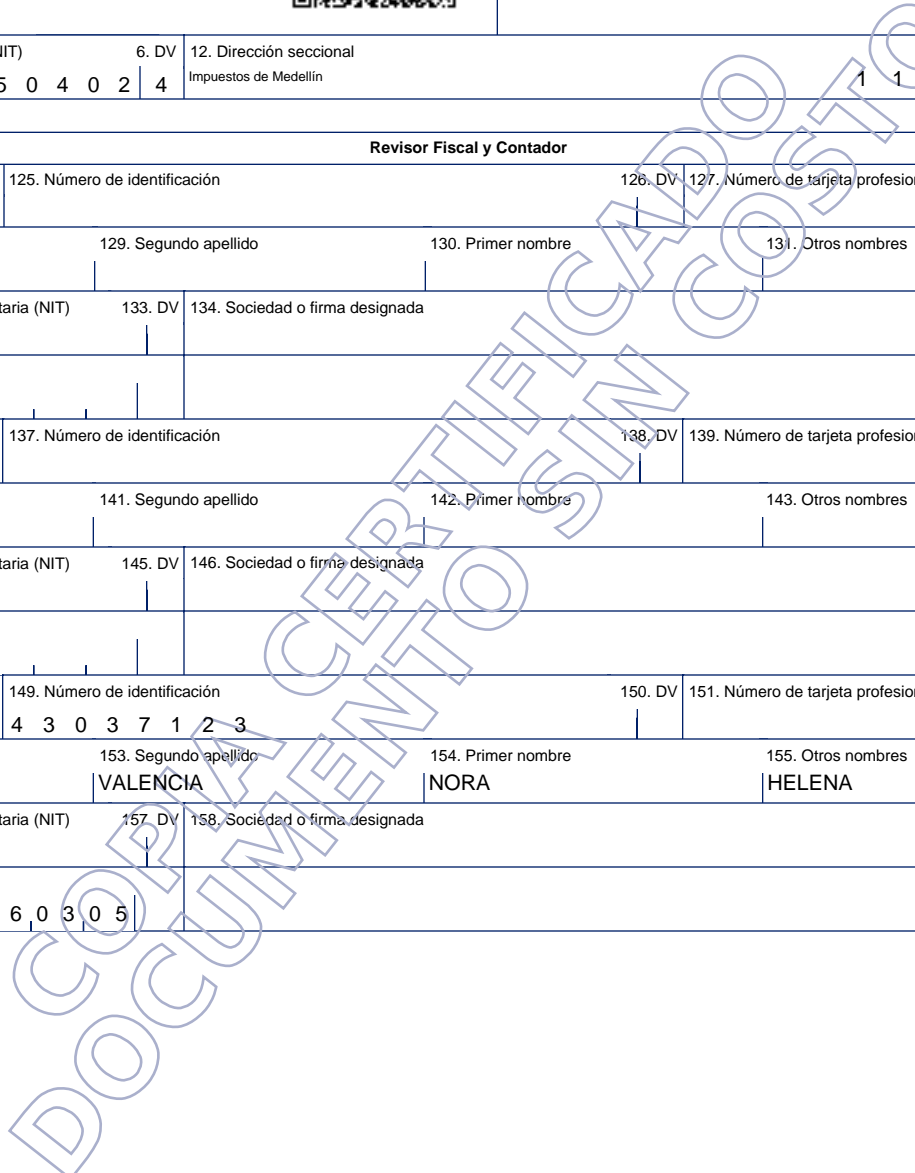 IT) 6. DV 12. Dirección seccional
5 0 4 0 2 4 Impuestos de Medellín 1 1
Revisor Fiscal y Contador
125. Número de identificación 126. DV 127. Número de tarjeta profesion
129. Segundo apellido 130. Primer nombre 131. Otros nombres
taria (NIT) 133. DV 134. Sociedad o firma designada
137. Número de identificación 138. DV 139. Número de tarjeta profesion
141. Segundo apellido 142. Primer nombre 143. Otros nombres
taria (NIT) 145. DV 146. Sociedad o firma designada
149. Número de identificación 150. DV 151. Número de tarjeta profesion
4 3 0 3 7 1 2 3
153. Segundo apellido 154. Primer nombre 155. Otros nombres
VALENCIA NORA HELENA
taria (NIT) 157. DV 158. Sociedad o firma designada
6 0 3 0 5
COPIA CERTIFICADO
DOCUMENTO SIN COSTO